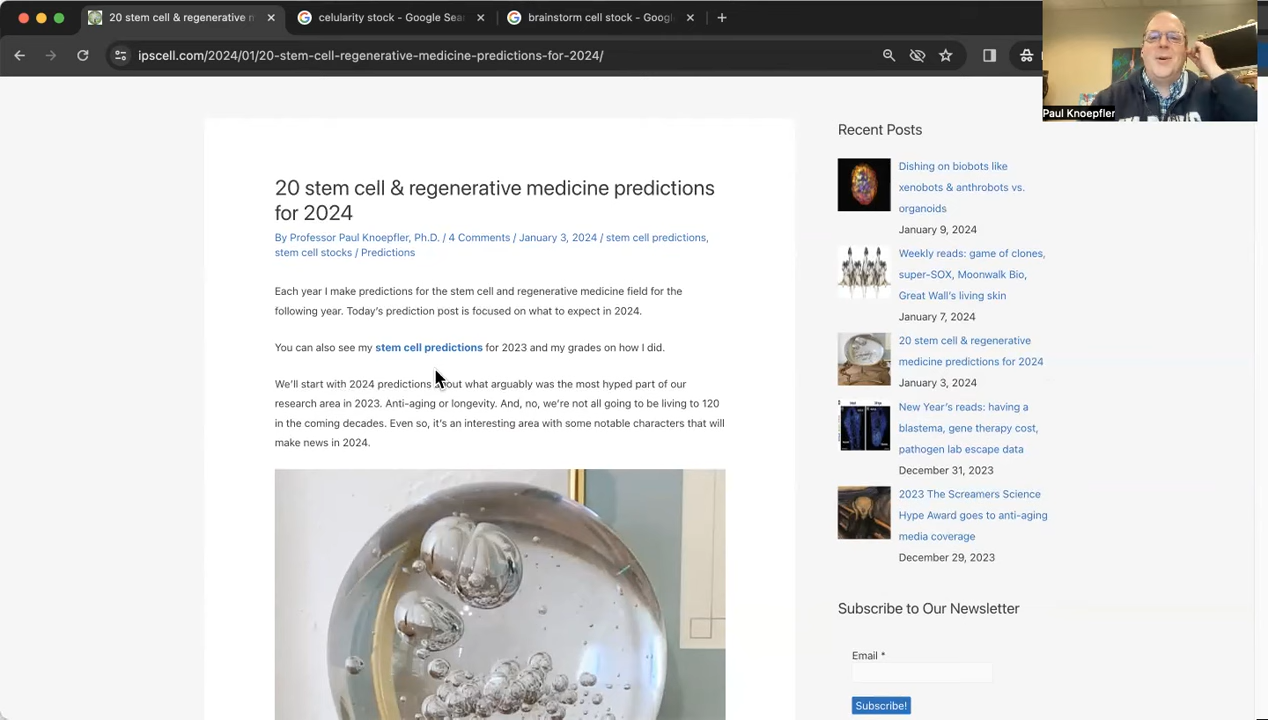 20 stem cell & regenerative m
celularity stock - Google Sea
brainstorm cell stock - Googl
ipscell.com/2024/01/20-stem-cell-regenerative-medicine-predictions-for-2024/
Paul Knoepfler
20 stem cell & regenerative medicine predictions
for 2024
By Professor Paul Knoepfler, Ph.D. / 4 Comments / January 3, 2024 / stem cell predictions,
stem cell stocks / Predictions
Each year I make predictions for the stem cell and regenerative medicine field for the
following year. Today's prediction post is focused on what to expect in 2024.
You can also see my stem cell predictions for 2023 and my grades on how I did.
We'll start with 2024 predictions about what arguably was the most hyped part of our
research area in 2023. Anti-aging or longevity. And, no, we're not all going to be living to 120
in the coming decades. Even so, it's an interesting area with some notable characters that will
make news in 2024.
Recent Posts
Dishing on biobots like
xenobots & anthrobots vs.
organoids
January 9, 2024
Weekly reads: game of clones,
super-SOX, Moonwalk Bio,
Great Wall's living skin
January 7, 2024
20 stem cell & regenerative
medicine predictions for 2024
January 3, 2024
New Year's reads: having a
blastema, gene therapy cost,
pathogen lab escape data
December 31, 2023
2023 The Screamers Science
Hype Award goes to anti-aging
media coverage
December 29, 2023
Subscribe to Our Newsletter
Email *
Subscribe!